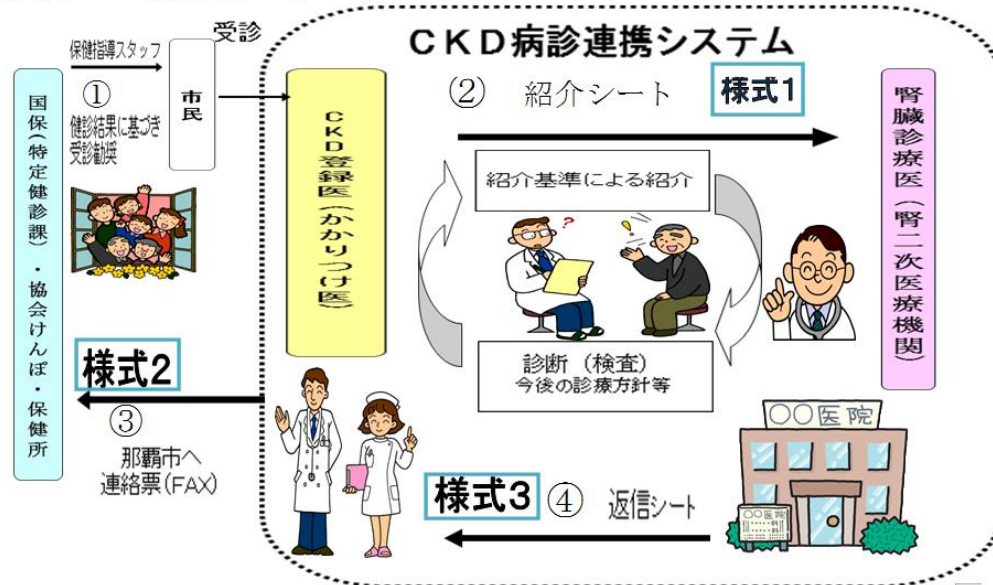 受診
CKD病診連携システム
保健指導スタッフ
①
健診結果に基づき
受診勧奨
市民
国保(特定健診課)・協会けんぽ・保健所
CKD登録医(かかりつけ医)
② 紹介シート 様式1
紹介基準による紹介
腎臓診療医(腎二次医療機関)
診断(検査)
今後の診療方針等
様式2
③
那覇市へ
連絡票(FAX)
○○医院
○○医院
様式3 ④ 返信シート